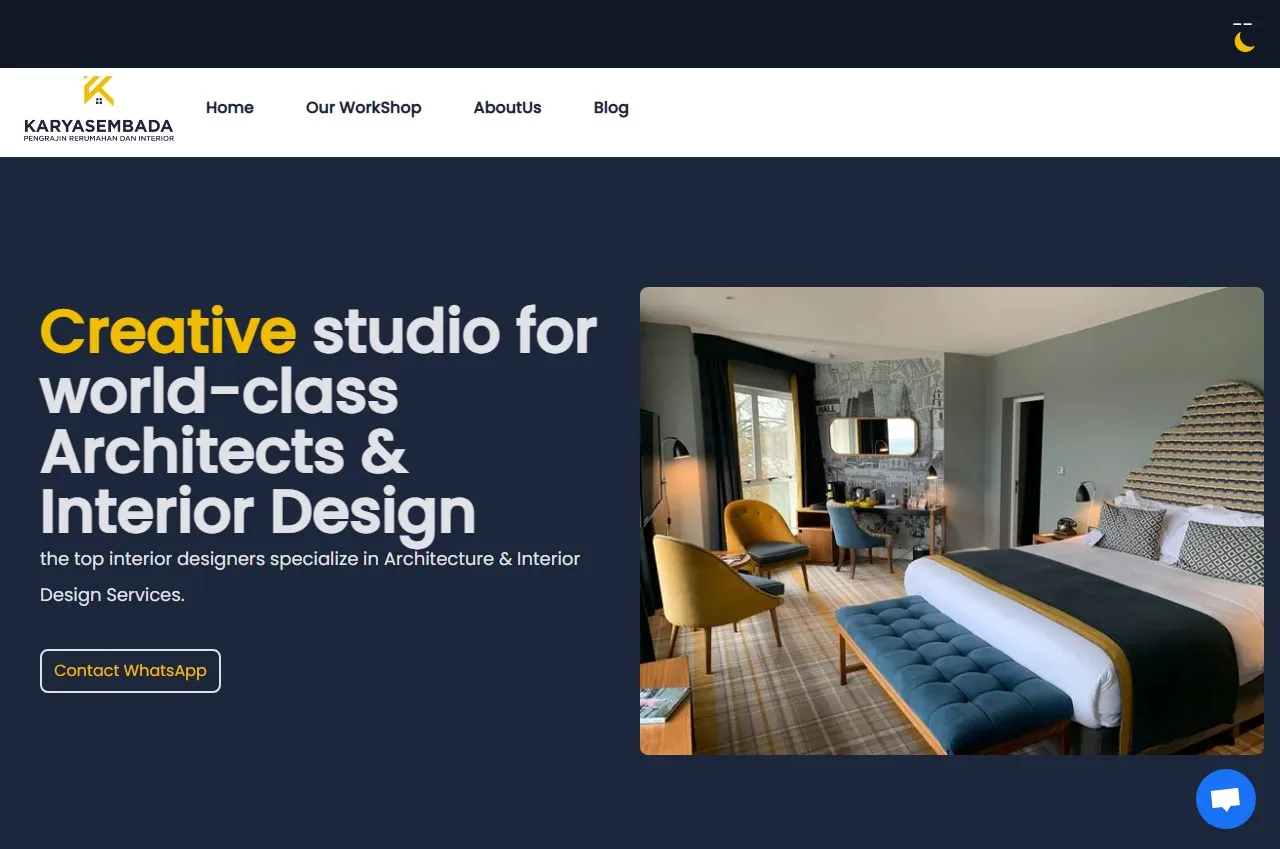 KARYASEMBADA
PENGRAJIN RERUMAHAN DAN INTERIOR
Home
Our WorkShop
AboutUs
Blog
Creative studio for
world-class
Architects &
Interior Design
the top interior designers specialize in Architecture & Interior
Design Services.
Contact WhatsApp
HALL